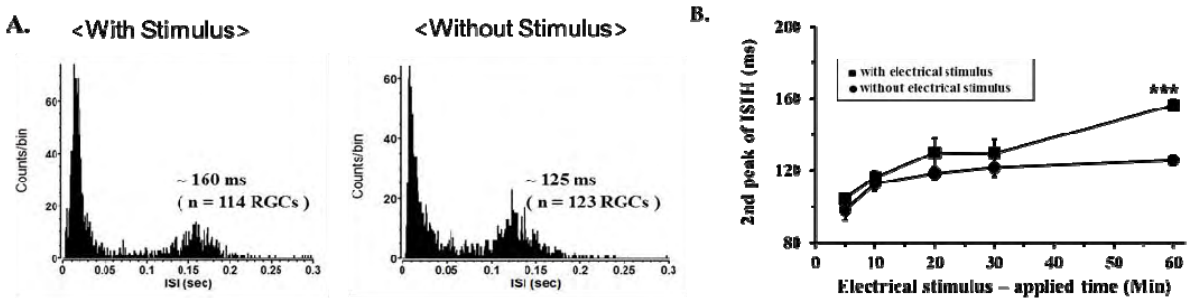 A.
<With Stimulus>
Counts/bin
60
40
20
0
~ 160 ms
( n = 114 RGCs )
0 0.05 0.1 0.15 0.2 0.25 0.3
ISI (sec)
<Without Stimulus>
Counts/bin
60
40
20
0
~ 125 ms
( n = 123 RGCs )
0 0.05 0.1 0.15 0.2 0.25 0.3
ISI (sec)
B.
2nd peak of ISIH (ms)
200
160
120
80
with electrical stimulus
without electrical stimulus
***
0 10 20 30 40 50 60
Electrical stimulus – applied time (Min)